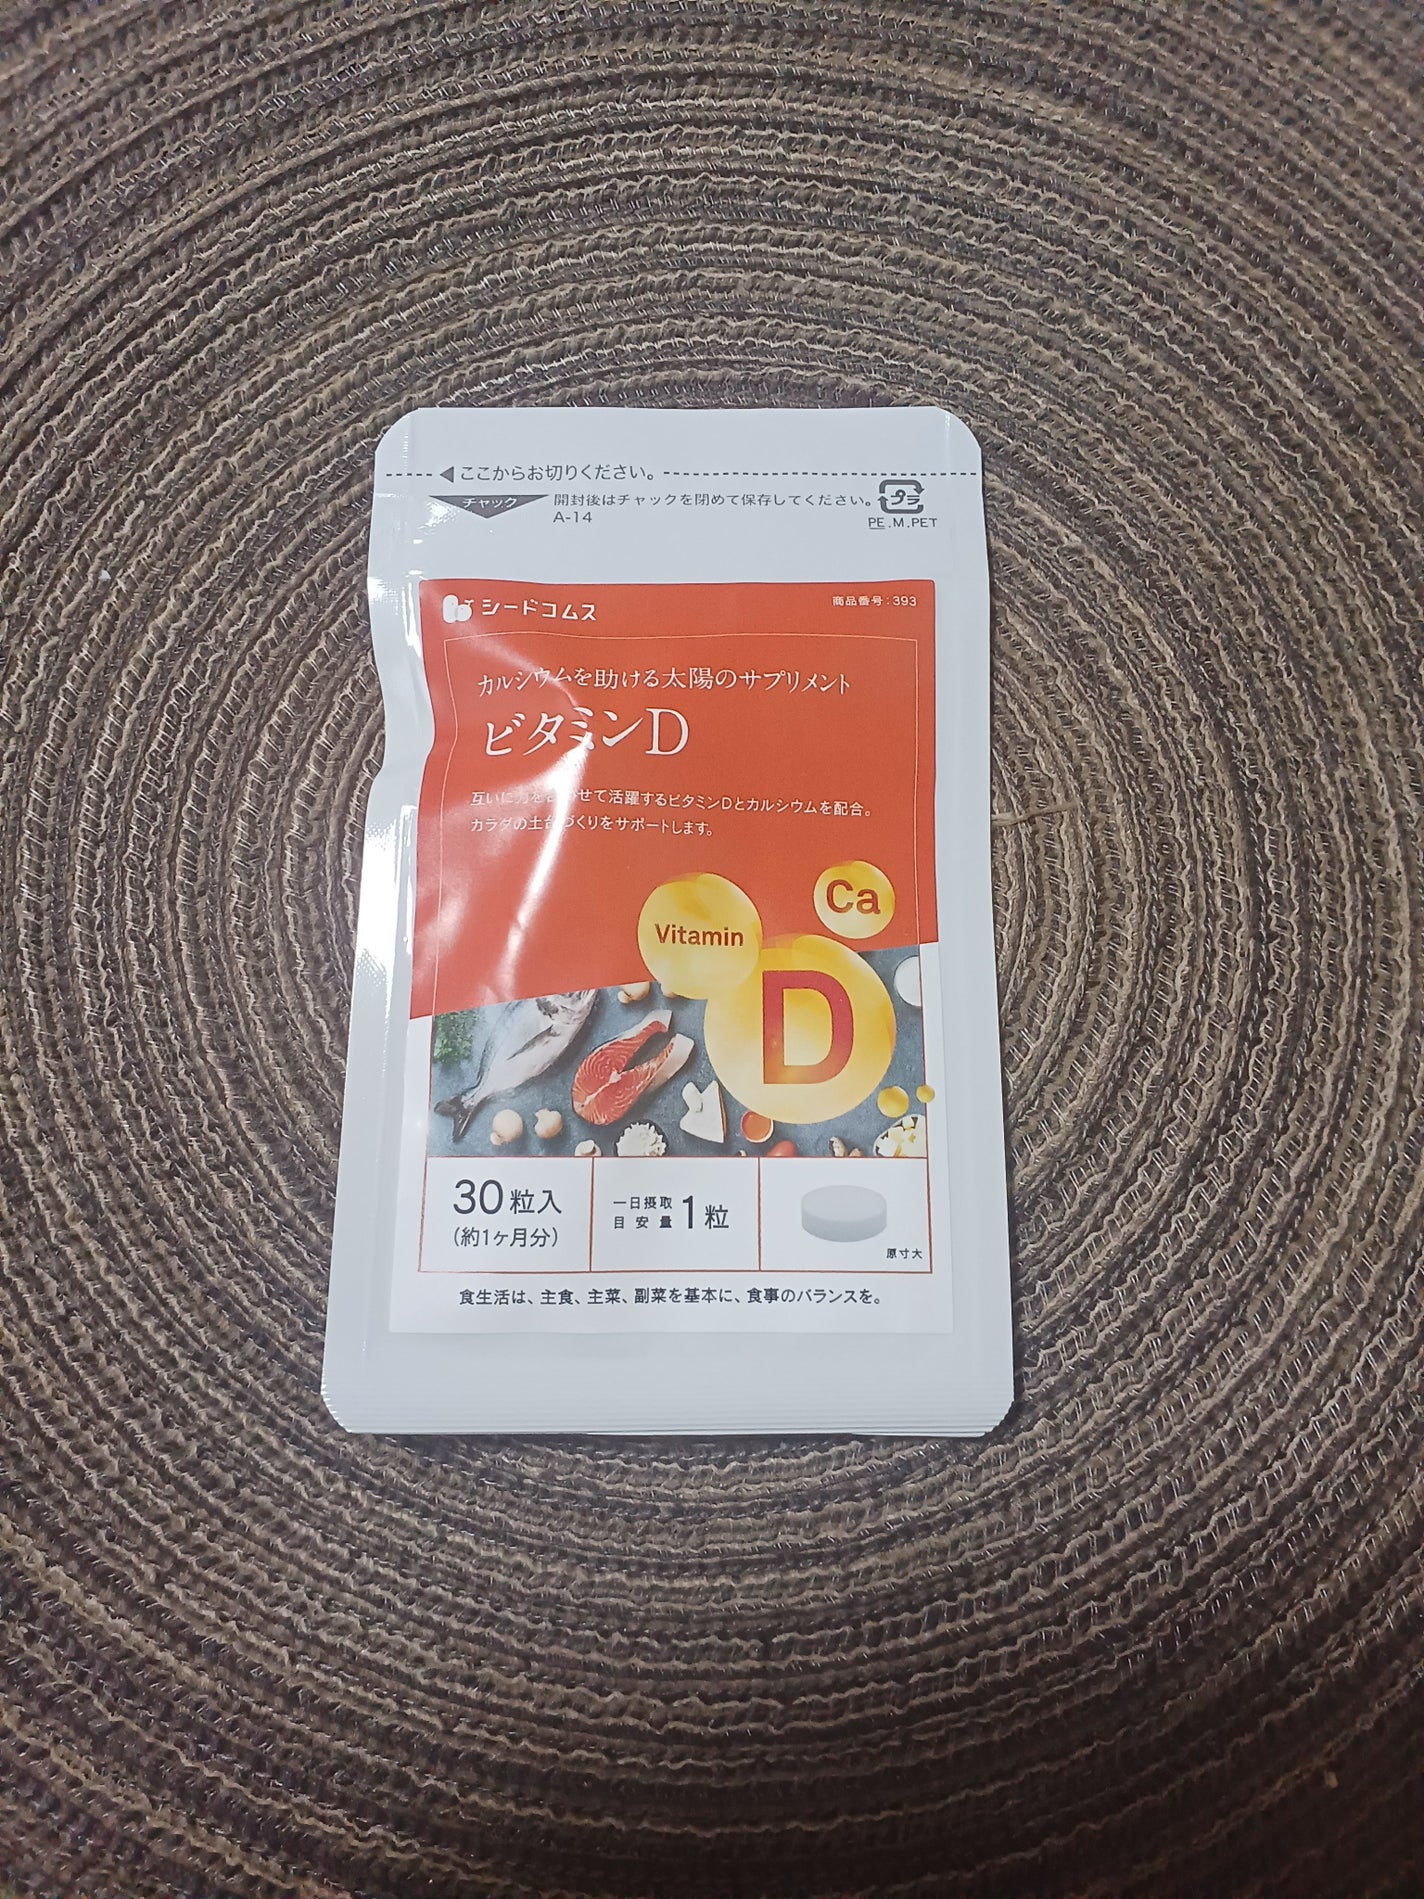 ここからお切りください。
チャック
開封後はチャックを閉めて保存してください。
A-14
プラ
PE.M.PET
シードコムス
商品番号:393
カルシウムを助ける太陽のサプリメント
ビタミンD
互いに力を合わせて活躍するビタミンDとカルシウムを配合。
カラダの土台づくりをサポートします。
Ca
Vitamin
D
30粒入
(約1ヶ月分)
一日摂取
目安量 1粒
原寸大
食生活は、主食、主菜、副菜を基本に、食事のバランスを。